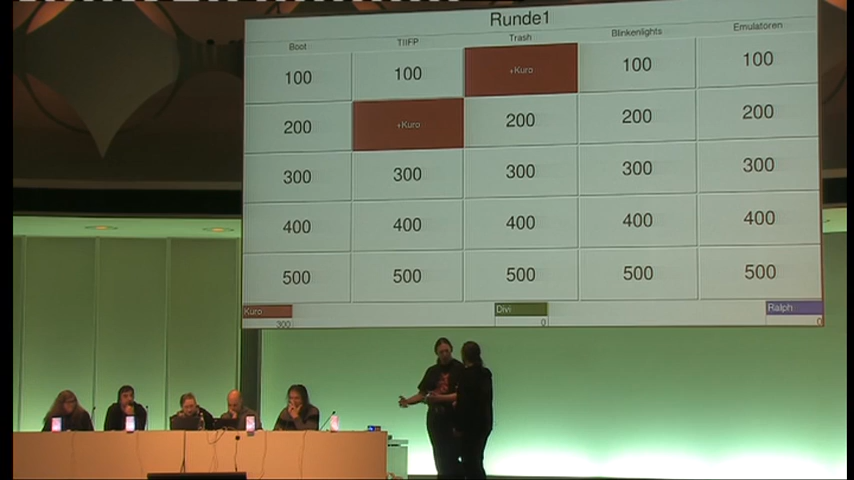 Runde1
Boot TIIFP Trash Blinkenlights Emulatoren
100 100 +Kuro 100 100
200 +Kuro 200 200 200
300 300 300 300 300
400 400 400 400 400
500 500 500 500 500
Kuro Divi Ralph
300 0 0